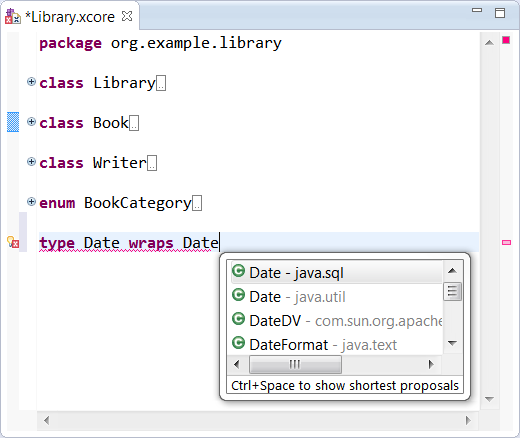 *Library.xcore
package org.example.library
class Library..
class Book..
class Writer..
enum BookCategory..
type Date wraps Date
Date - java.sql
Date - java.util
DateDV - com.sun.org.apache
DateFormat - java.text
Ctrl+Space to show shortest proposals